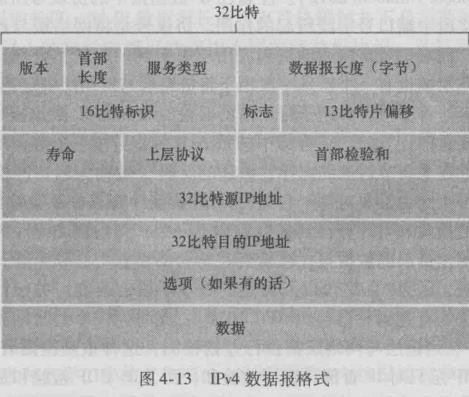 32比特
版本 首部长度 服务类型 数据报长度（字节）
16比特标识 标志 13比特片偏移
寿命 上层协议 首部检验和
32比特源IP地址
32比特目的IP地址
选项（如果有的话）
数据
图 4-13 IPv4 数据报格式